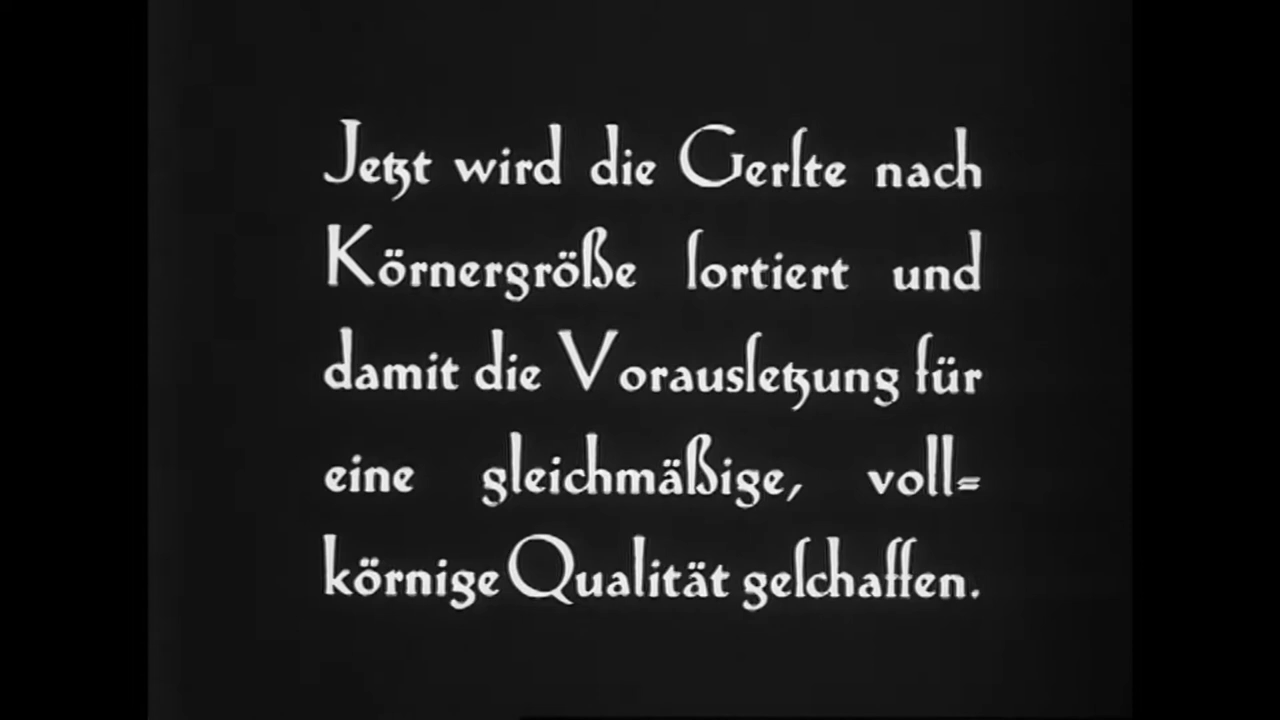 Jetzt wird die Gerſte nach
Körnergröße ſortiert und
damit die Vorausſetzung für
eine gleichmäßige, voll⸗
körnige Qualität geſchaffen.